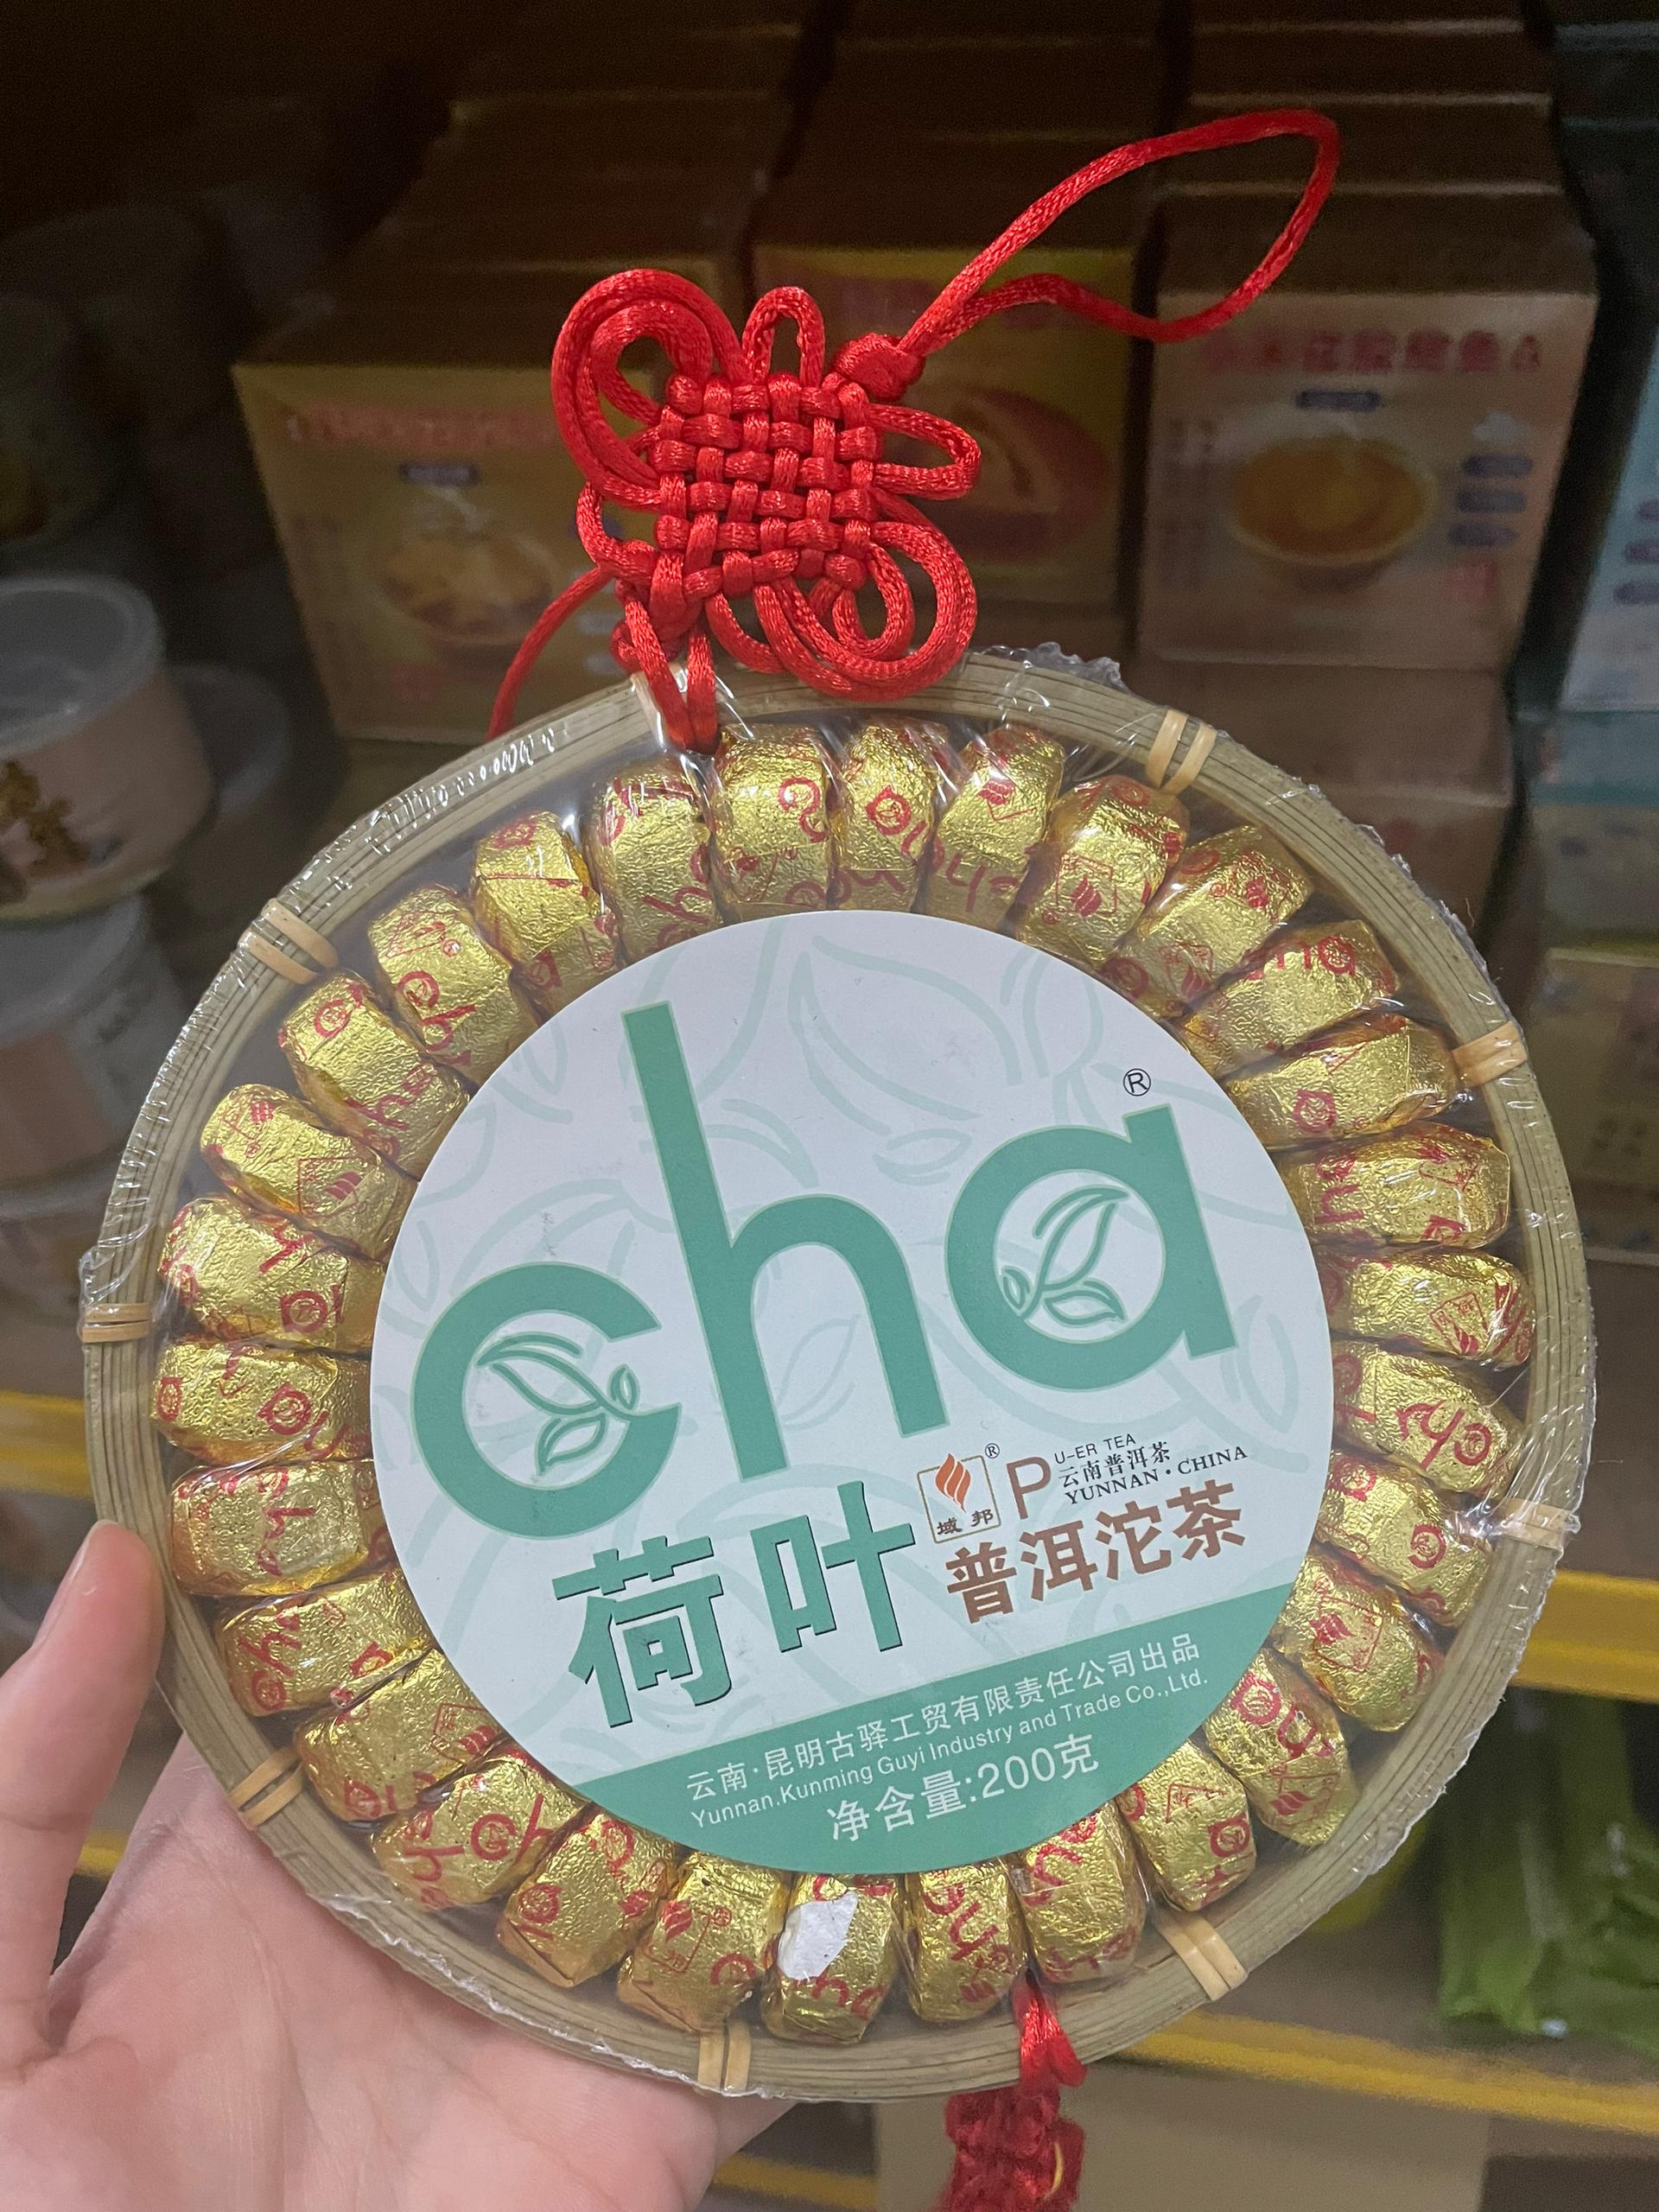 cha®
®
域邦
PU-ER TEA
云南普洱茶
YUNNAN·CHINA
荷叶
普洱沱茶
云南·昆明古驿工贸有限责任公司出品
Yunnan.Kunming Guyi Industry and Trade Co.,Ltd.
净含量:200克